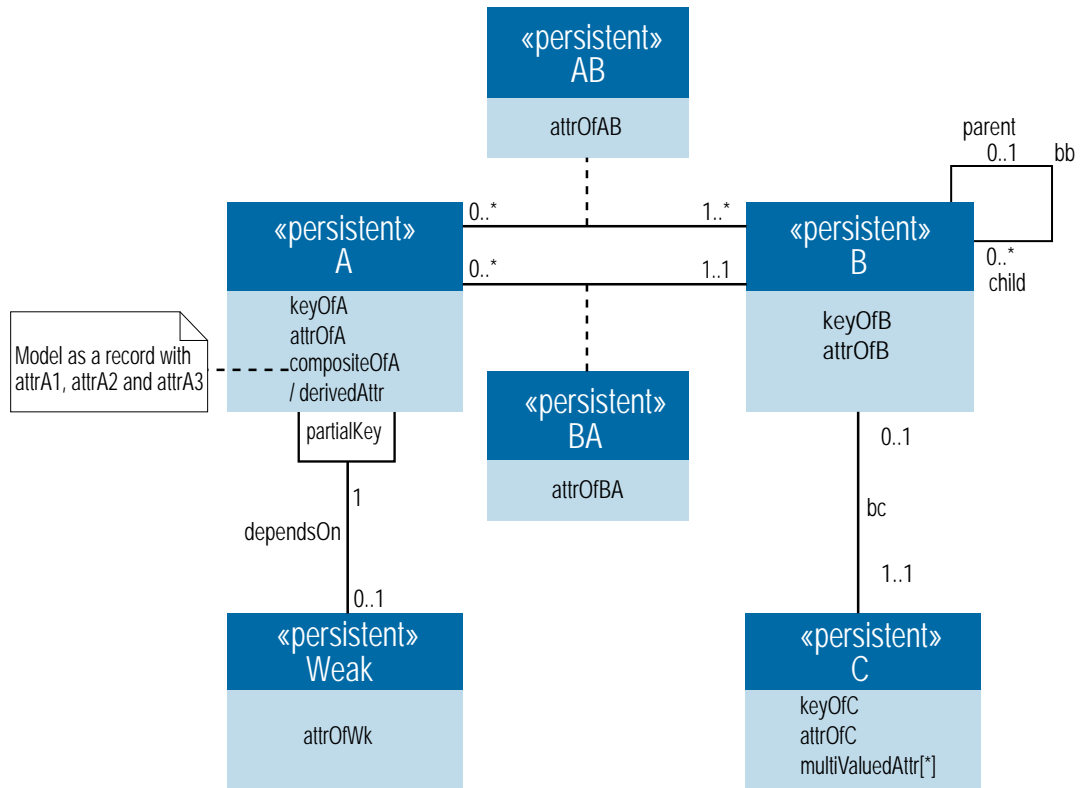 «persistent»
AB
attrOfAB
parent
0..1
bb
0..*
1..*
«persistent»
A
«persistent»
B
0..*
1..1
0..*
child
keyOfA
attrOfA
compositeOfA
/ derivedAttr
keyOfB
attrOfB
Model as a record with
attrA1, attrA2 and attrA3
«persistent»
BA
attrOfBA
partialKey
0..1
1
dependsOn
bc
0..1
1..1
«persistent»
Weak
attrOfWk
«persistent»
C
keyOfC
attrOfC
multiValuedAttr[*]